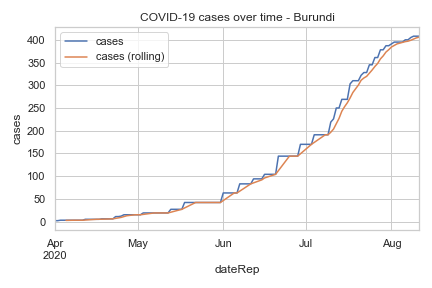 COVID-19 cases over time - Burundi
cases
cases (rolling)
400
350
300
250
200
150
100
50
0
cases
Apr May Jun Jul Aug
2020
dateRep